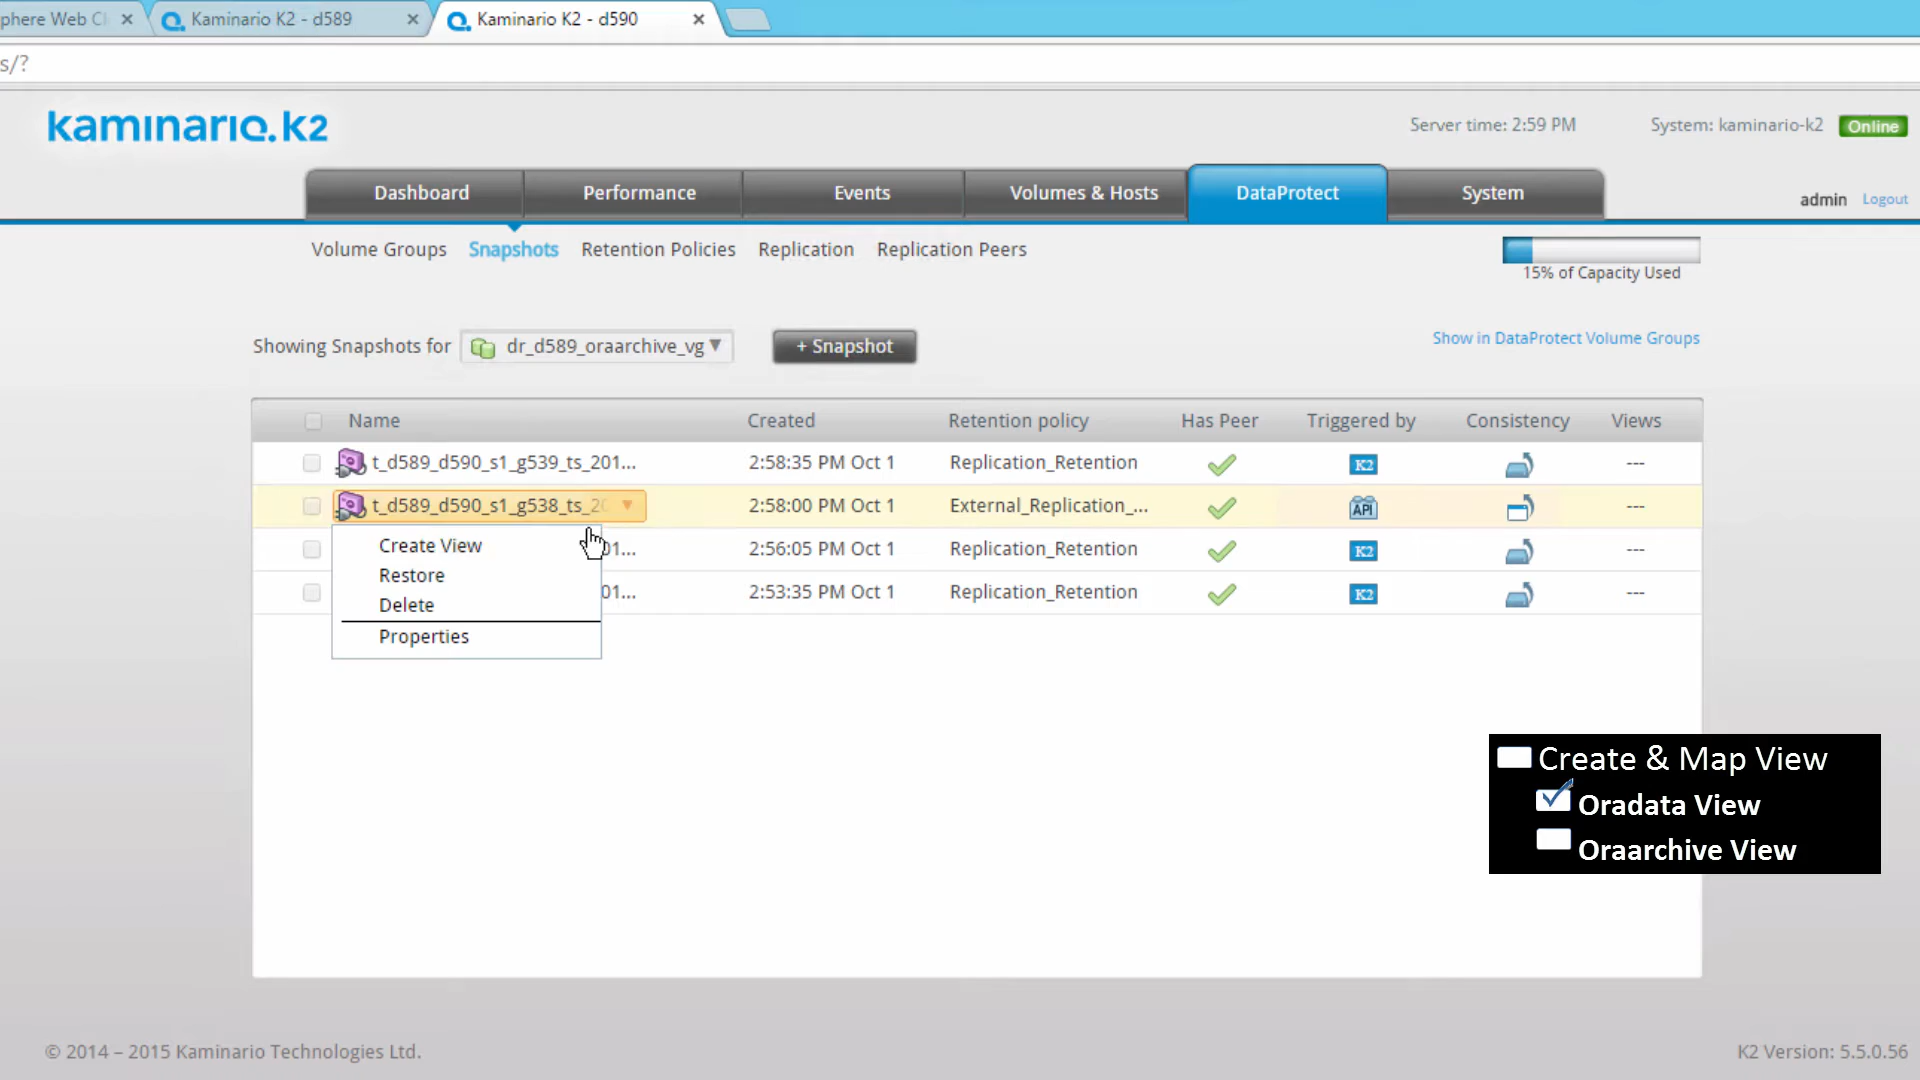 phere Web Cl
Kaminario K2 - d589
Kaminario K2 - d590
s/?
kaminario.k2
Server time: 2:59 PM
System: kaminario-k2
Online
Dashboard
Performance
Events
Volumes & Hosts
DataProtect
System
admin
Logout
Volume Groups
Snapshots
Retention Policies
Replication
Replication Peers
15% of Capacity Used
Showing Snapshots for
dr_d589_oraarchive_vg
+ Snapshot
Show in DataProtect Volume Groups
Name
Created
Retention policy
Has Peer
Triggered by
Consistency
Views
t_d589_d590_s1_g539_ts_201...
2:58:35 PM Oct 1
Replication_Retention
K2
---
t_d589_d590_s1_g538_ts_20
2:58:00 PM Oct 1
External_Replication_...
API
---
01...
2:56:05 PM Oct 1
Replication_Retention
K2
---
01...
2:53:35 PM Oct 1
Replication_Retention
K2
---
Create View
Restore
Delete
Properties
Create & Map View
Oradata View
Oraarchive View
© 2014 – 2015 Kaminario Technologies Ltd.
K2 Version: 5.5.0.56